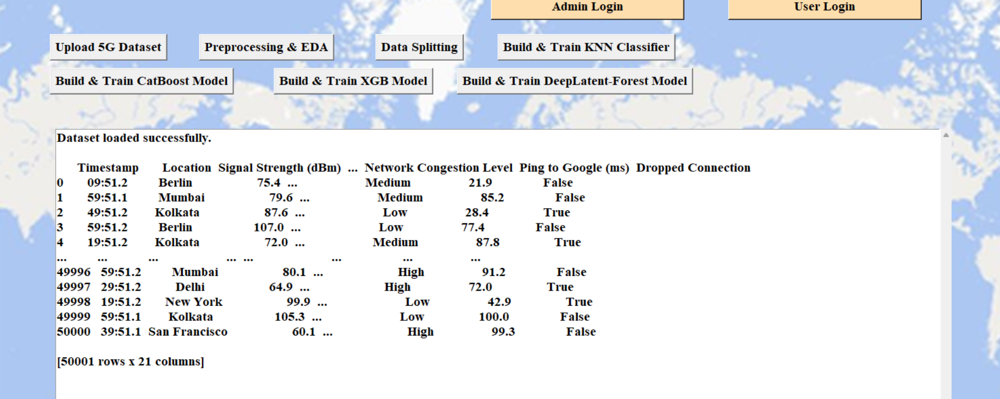 Admin Login User Login
Upload 5G Dataset Preprocessing & EDA Data Splitting Build & Train KNN Classifier
Build & Train CatBoost Model Build & Train XGB Model Build & Train DeepLatent-Forest Model
Dataset loaded successfully.
Timestamp Location Signal Strength (dBm) ... Network Congestion Level Ping to Google (ms) Dropped Connection
0 09:51.2 Berlin 75.4 ... Medium 21.9 False
1 59:51.1 Mumbai 79.6 ... Medium 85.2 False
2 49:51.2 Kolkata 87.6 ... Low 28.4 True
3 59:51.2 Berlin 107.0 ... Low 77.4 False
4 19:51.2 Kolkata 72.0 ... Medium 87.8 True
... ... ... ... ... ... ... ...
49996 59:51.2 Mumbai 80.1 ... High 91.2 False
49997 29:51.2 Delhi 64.9 ... High 72.0 True
49998 19:51.2 New York 99.9 ... Low 42.9 True
49999 59:51.1 Kolkata 105.3 ... Low 100.0 False
50000 39:51.1 San Francisco 60.1 ... High 99.3 False
[50001 rows x 21 columns]